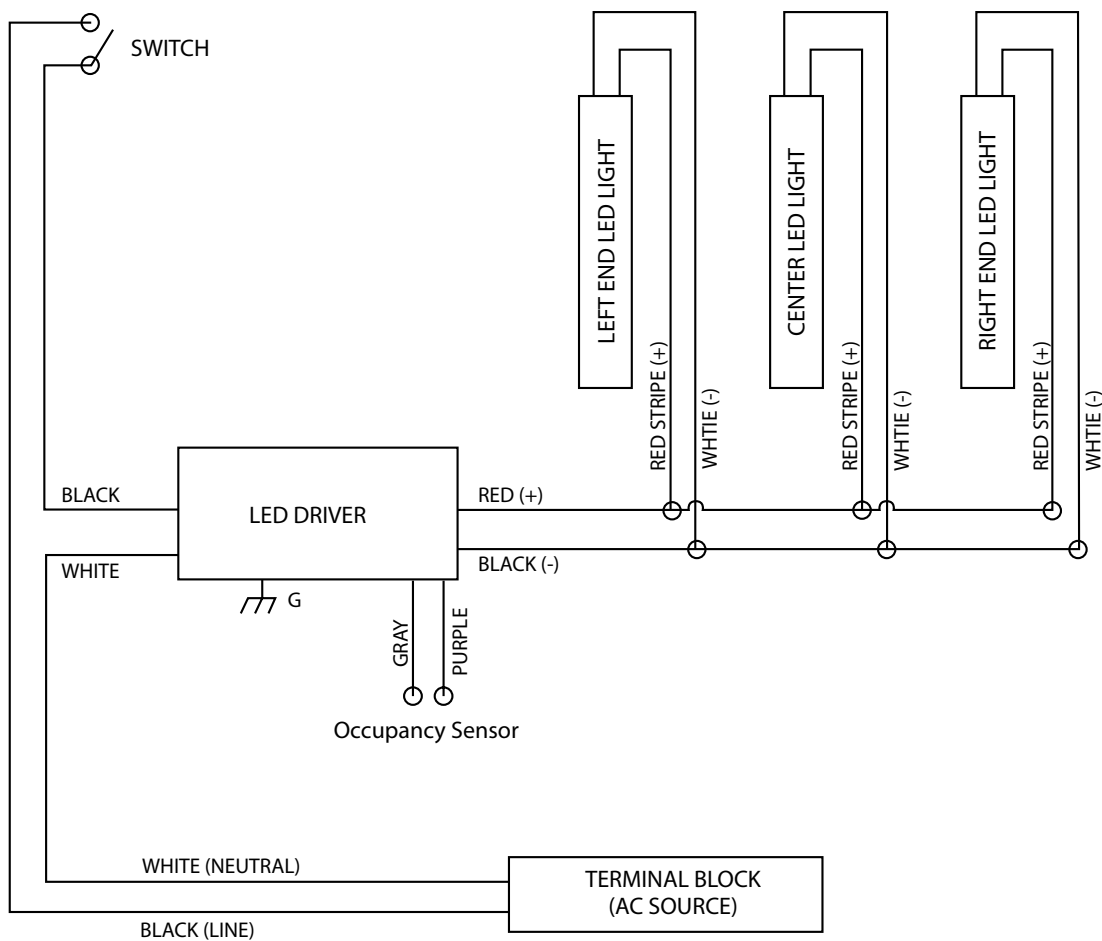 SWITCH
LEFT END LED LIGHT
CENTER LED LIGHT
RIGHT END LED LIGHT
RED STRIPE (+)
WHTIE (-)
RED STRIPE (+)
WHTIE (-)
RED STRIPE (+)
WHTIE (-)
BLACK
LED DRIVER
RED (+)
WHITE
BLACK (-)
G
GRAY
PURPLE
Occupancy Sensor
WHITE (NEUTRAL)
TERMINAL BLOCK
(AC SOURCE)
BLACK (LINE)